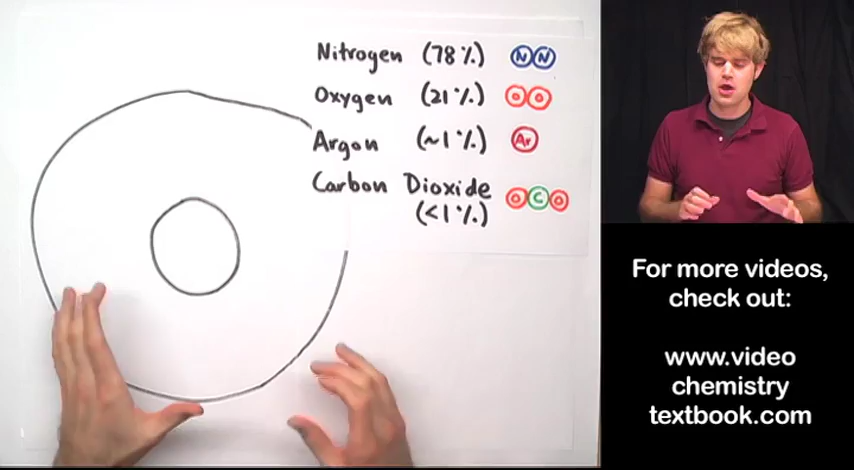 Nitrogen (78%) NN
Oxygen (21%) OO
Argon (~1%) Ar
Carbon Dioxide
(<1%) OCO
For more videos,
check out:
www.video
chemistry
textbook.com